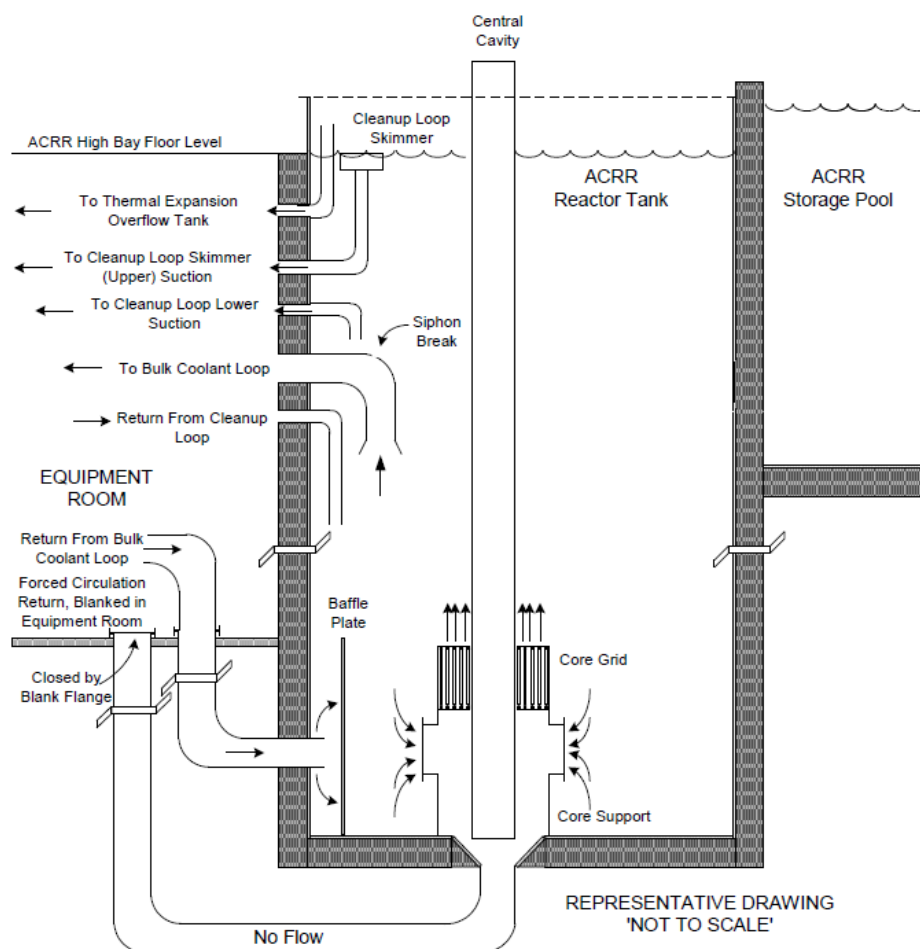 Central
Cavity
Cleanup Loop
Skimmer
ACRR High Bay Floor Level
ACRR
Reactor Tank
ACRR
Storage Pool
To Thermal Expansion
Overflow Tank
To Cleanup Loop Skimmer
(Upper) Suction
To Cleanup Loop Lower
Suction
Siphon
Break
To Bulk Coolant Loop
Return From Cleanup
Loop
EQUIPMENT
ROOM
Return From Bulk
Coolant Loop
Forced Circulation
Return, Blanked in
Equipment Room
Baffle
Plate
Core Grid
Closed by
Blank Flange
Core Support
REPRESENTATIVE DRAWING
'NOT TO SCALE'
No Flow